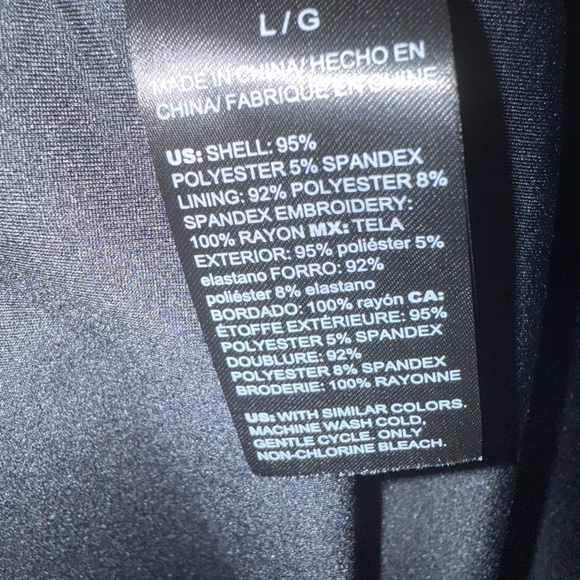 L / G
MADE IN CHINA/ HECHO EN
CHINA/ FABRIQUE EN CHINE
US: SHELL: 95%
POLYESTER 5% SPANDEX
LINING: 92% POLYESTER 8%
SPANDEX EMBROIDERY:
100% RAYON MX: TELA
EXTERIOR: 95% poliéster 5%
elastano FORRO: 92%
poliéster 8% elastano
BORDADO: 100% rayón CA:
ÉTOFFE EXTÉRIEURE: 95%
POLYESTER 5% SPANDEX
DOUBLURE: 92%
POLYESTER 8% SPANDEX
BRODERIE: 100% RAYONNE
US: WITH SIMILAR COLORS.
MACHINE WASH COLD,
GENTLE CYCLE. ONLY
NON-CHLORINE BLEACH.